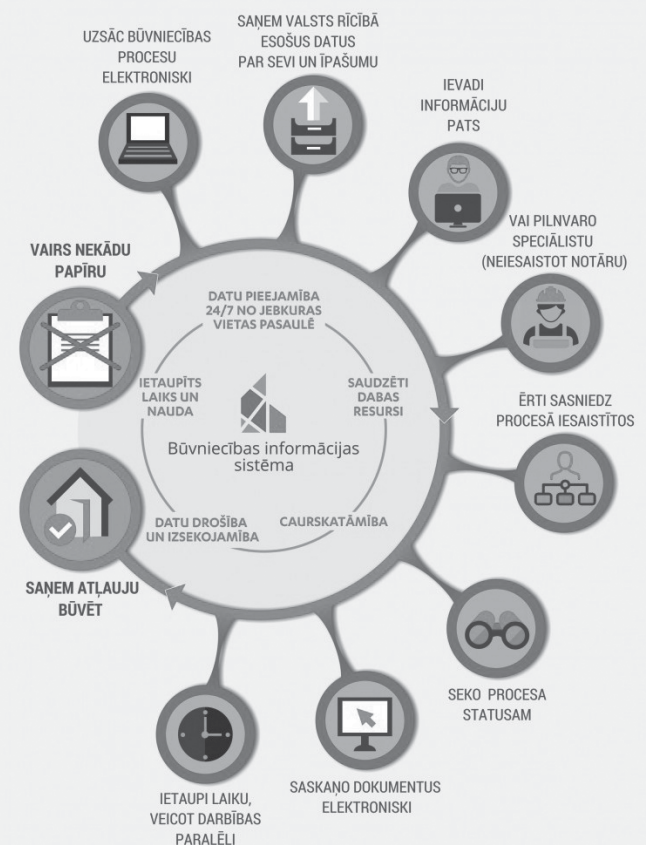 UZSĀC BŪVNIECĪBAS
PROCESU
ELEKTRONISKI
SAŅEM VALSTS RĪCĪBĀ
ESOŠUS DATUS
PAR SEVI UN ĪPAŠUMU
IEVADI
INFORMĀCIJU
PATS
VAI PILNVARO
SPECIĀLISTU
(NEIESAISTOT NOTĀRU)
ĒRTI SASNIEDZ
PROCESĀ IESAISTĪTOS
SEKO PROCESA
STATUSAM
SASKAŅO DOKUMENTUS
ELEKTRONISKI
IETAUPI LAIKU,
VEICOT DARBĪBAS
PARALĒLI
SAŅEM ATĻAUJU
BŪVĒT
VAIRS NEKĀDU
PAPĪRU
DATU PIEEJAMĪBA
24/7 NO JEBKURAS
VIETAS PASAULĒ
IETAUPĪTS
LAIKS UN
NAUDA
SAUDZĒTI
DABAS
RESURSI
Būvniecības informācijas
sistēma
DATU DROŠĪBA
UN IZSEKOJAMĪBA
CAURSKATĀMĪBA